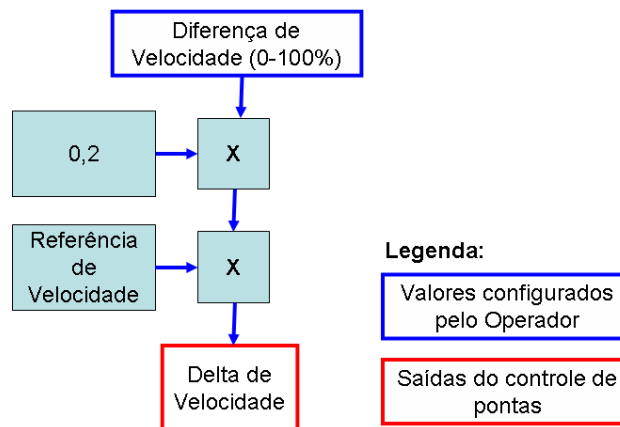 Diferença de
Velocidade (0-100%)
0,2
X
Referência
de
Velocidade
X
Delta de
Velocidade
Legenda:
Valores configurados
pelo Operador
Saídas do controle de
pontas